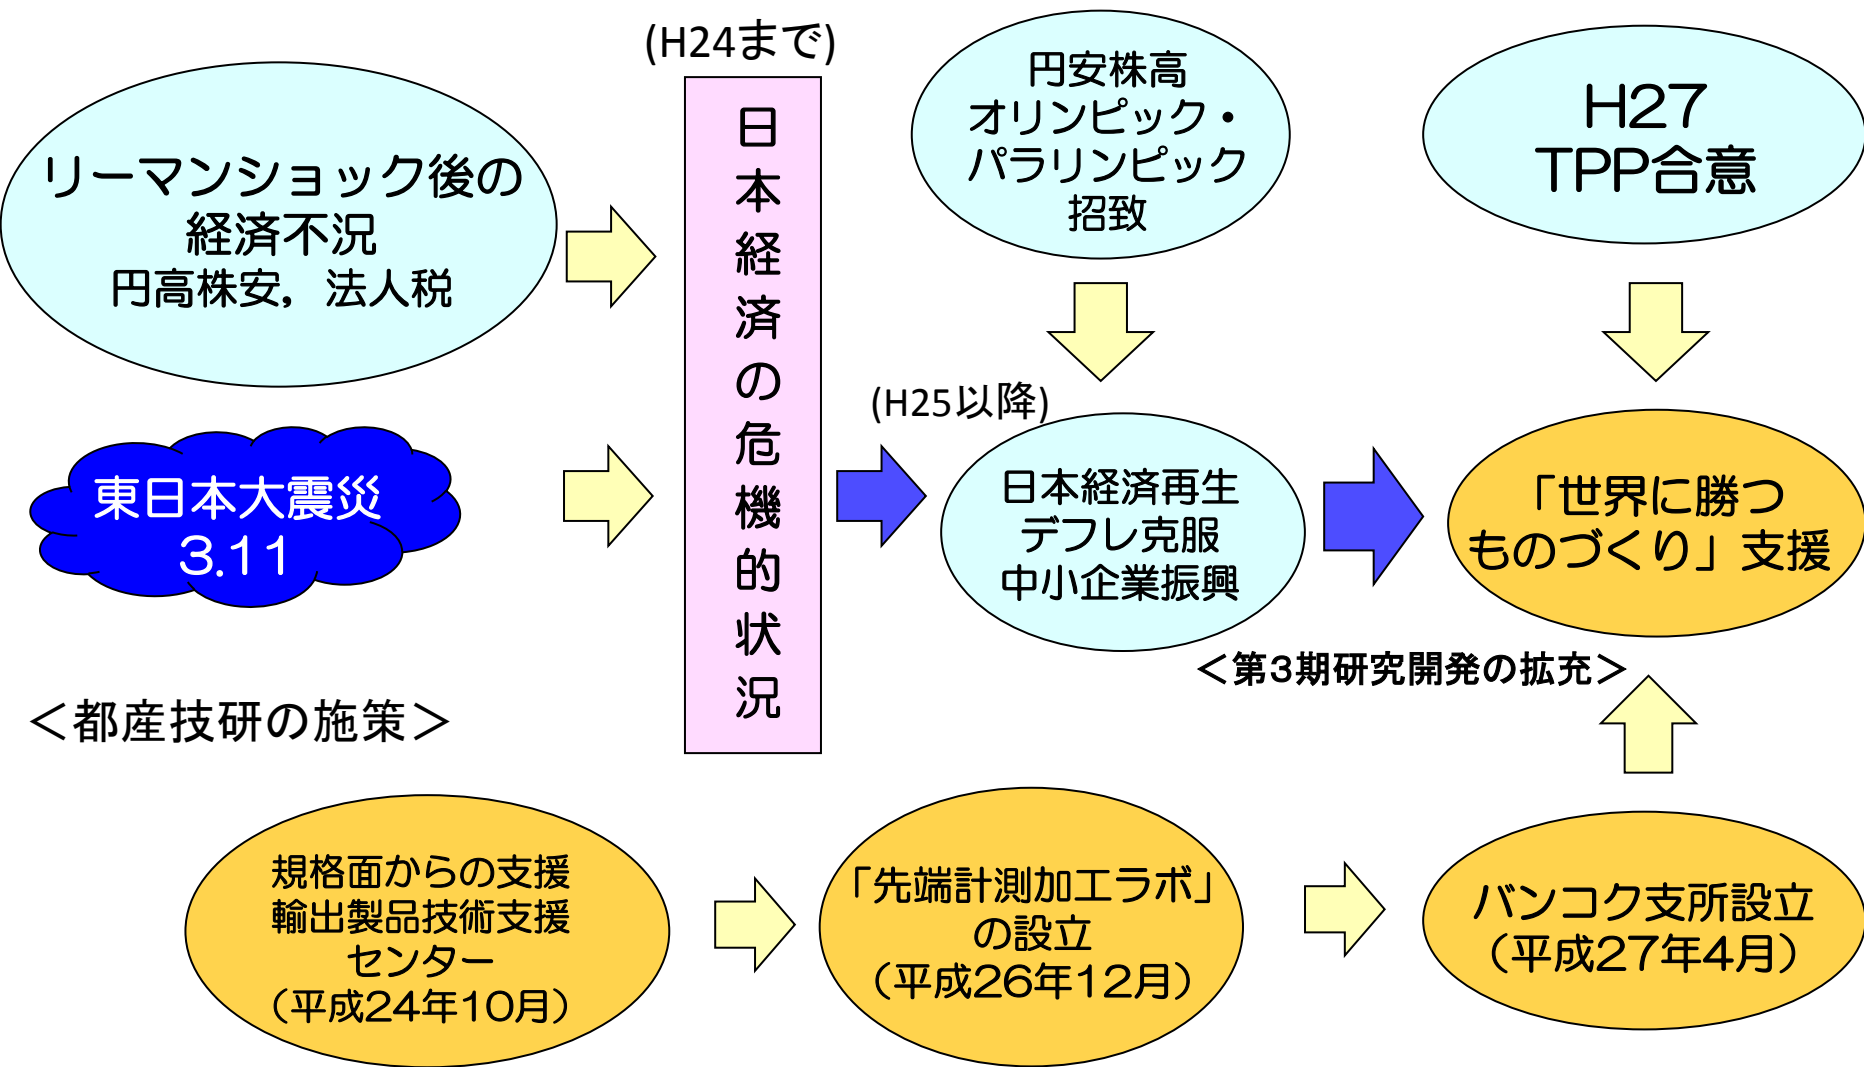 (H24まで)
リーマンショック後の
経済不況
円高株安，法人税
東日本大震災
3.11
日本経済の危機的状況
円安株高
オリンピック・
パラリンピック
招致
H27
TPP合意
(H25以降)
日本経済再生
デフレ克服
中小企業振興
「世界に勝つ
ものづくり」支援
＜第3期研究開発の拡充＞
＜都産技研の施策＞
規格面からの支援
輸出製品技術支援
センター
（平成24年10月）
「先端計測加工ラボ」
の設立
（平成26年12月）
バンコク支所設立
（平成27年4月）